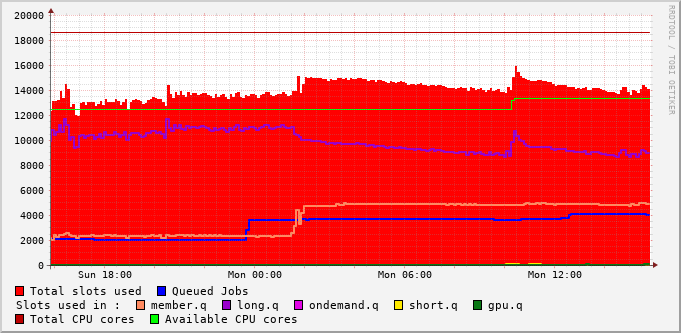 20000
18000
16000
14000
12000
10000
8000
6000
4000
2000
0
Sun 18:00 Mon 00:00 Mon 06:00 Mon 12:00
RRDTOOL / TOBI OETIKER
Total slots used Queued Jobs
Slots used in : member.q long.q ondemand.q short.q gpu.q
Total CPU cores Available CPU cores